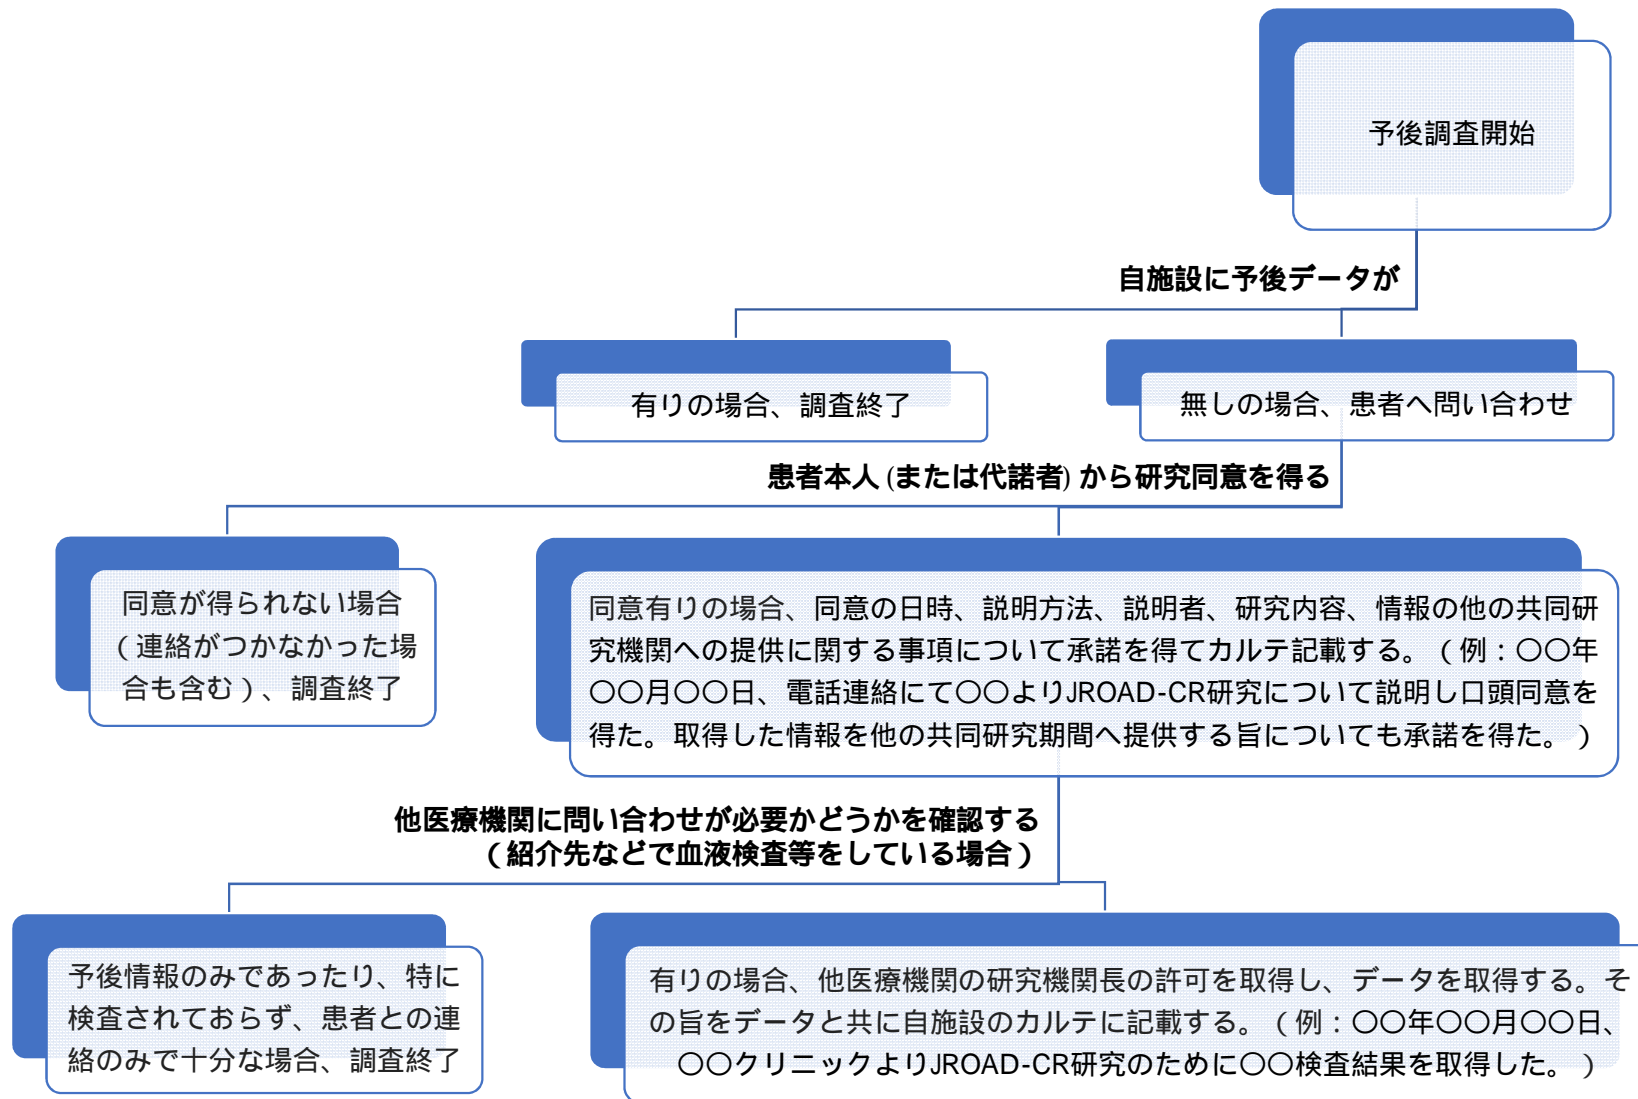 予後調査開始
自施設に予後データが
有りの場合、調査終了
無しの場合、患者へ問い合わせ
患者本人(または代諾者)から研究同意を得る
同意が得られない場合
(連絡がつかなかった場
合も含む)、調査終了
同意有りの場合、同意の日時、説明方法、説明者、研究内容、情報の他の共同研
究機関への提供に関する事項について承諾を得てカルテ記載する。(例:〇〇年
〇〇月〇〇日、電話連絡にて〇〇よりJROAD-CR研究について説明し口頭同意を
得た。取得した情報を他の共同研究期間へ提供する旨についても承諾を得た。)
他医療機関に問い合わせが必要かどうかを確認する
(紹介先などで血液検査等をしている場合)
予後情報のみであったり、特に
検査されておらず、患者との連
絡のみで十分な場合、調査終了
有りの場合、他医療機関の研究機関長の許可を取得し、データを取得する。そ
の旨をデータと共に自施設のカルテに記載する。(例:〇〇年〇〇月〇〇日、
〇〇クリニックよりJROAD-CR研究のために〇〇検査結果を取得した。)